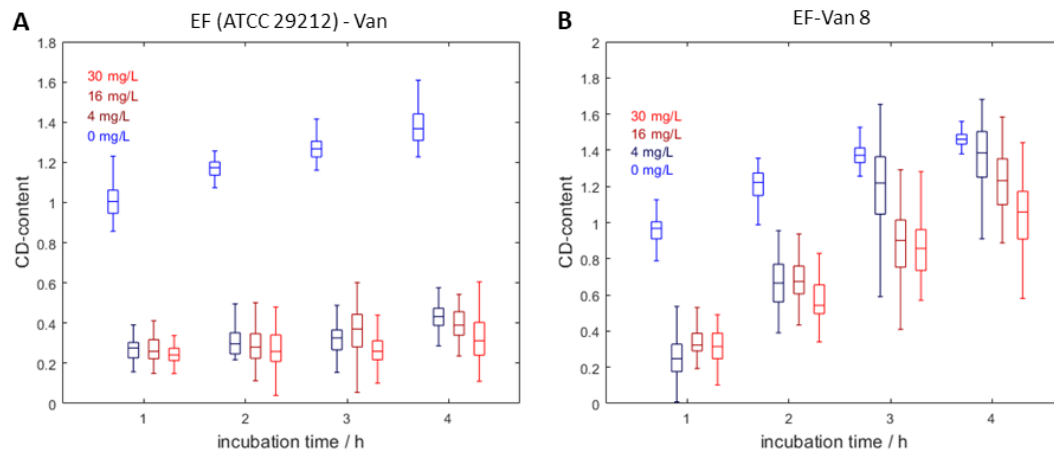 A
EF (ATCC 29212) - Van
1.8
1.6
1.4
1.2
1
0.8
0.6
0.4
0.2
0
CD-content
30 mg/L
16 mg/L
4 mg/L
0 mg/L
1 2 3 4
incubation time / h
B
EF-Van 8
2
1.8
1.6
1.4
1.2
1
0.8
0.6
0.4
0.2
0
CD-content
30 mg/L
16 mg/L
4 mg/L
0 mg/L
1 2 3 4
incubation time / h